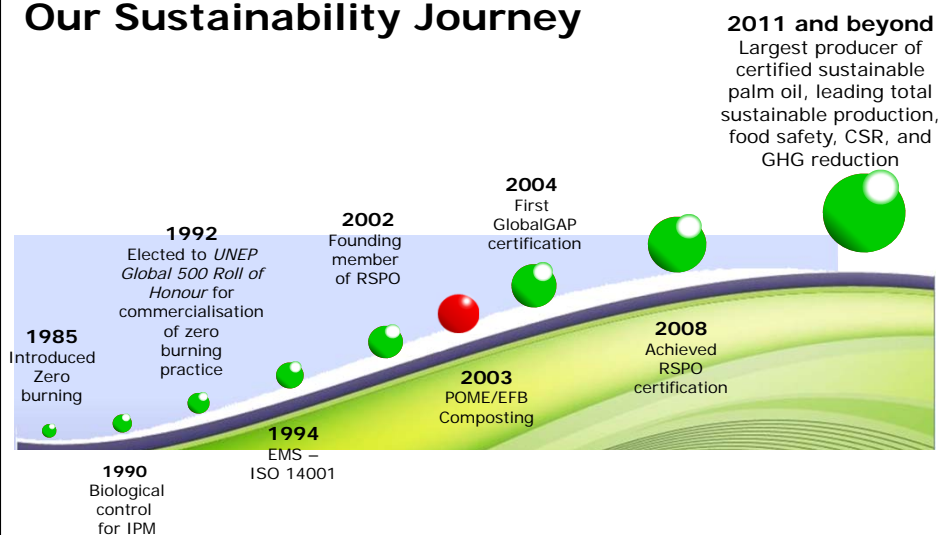 Our Sustainability Journey
1985
Introduced
Zero
burning
1990
Biological
control
for IPM
1992
Elected to UNEP
Global 500 Roll of
Honour for
commercialisation
of zero
burning
practice
1994
EMS –
ISO 14001
2002
Founding
member
of RSPO
2003
POME/EFB
Composting
2004
First
GlobalGAP
certification
2008
Achieved
RSPO
certification
2011 and beyond
Largest producer of
certified sustainable
palm oil, leading total
sustainable production,
food safety, CSR, and
GHG reduction